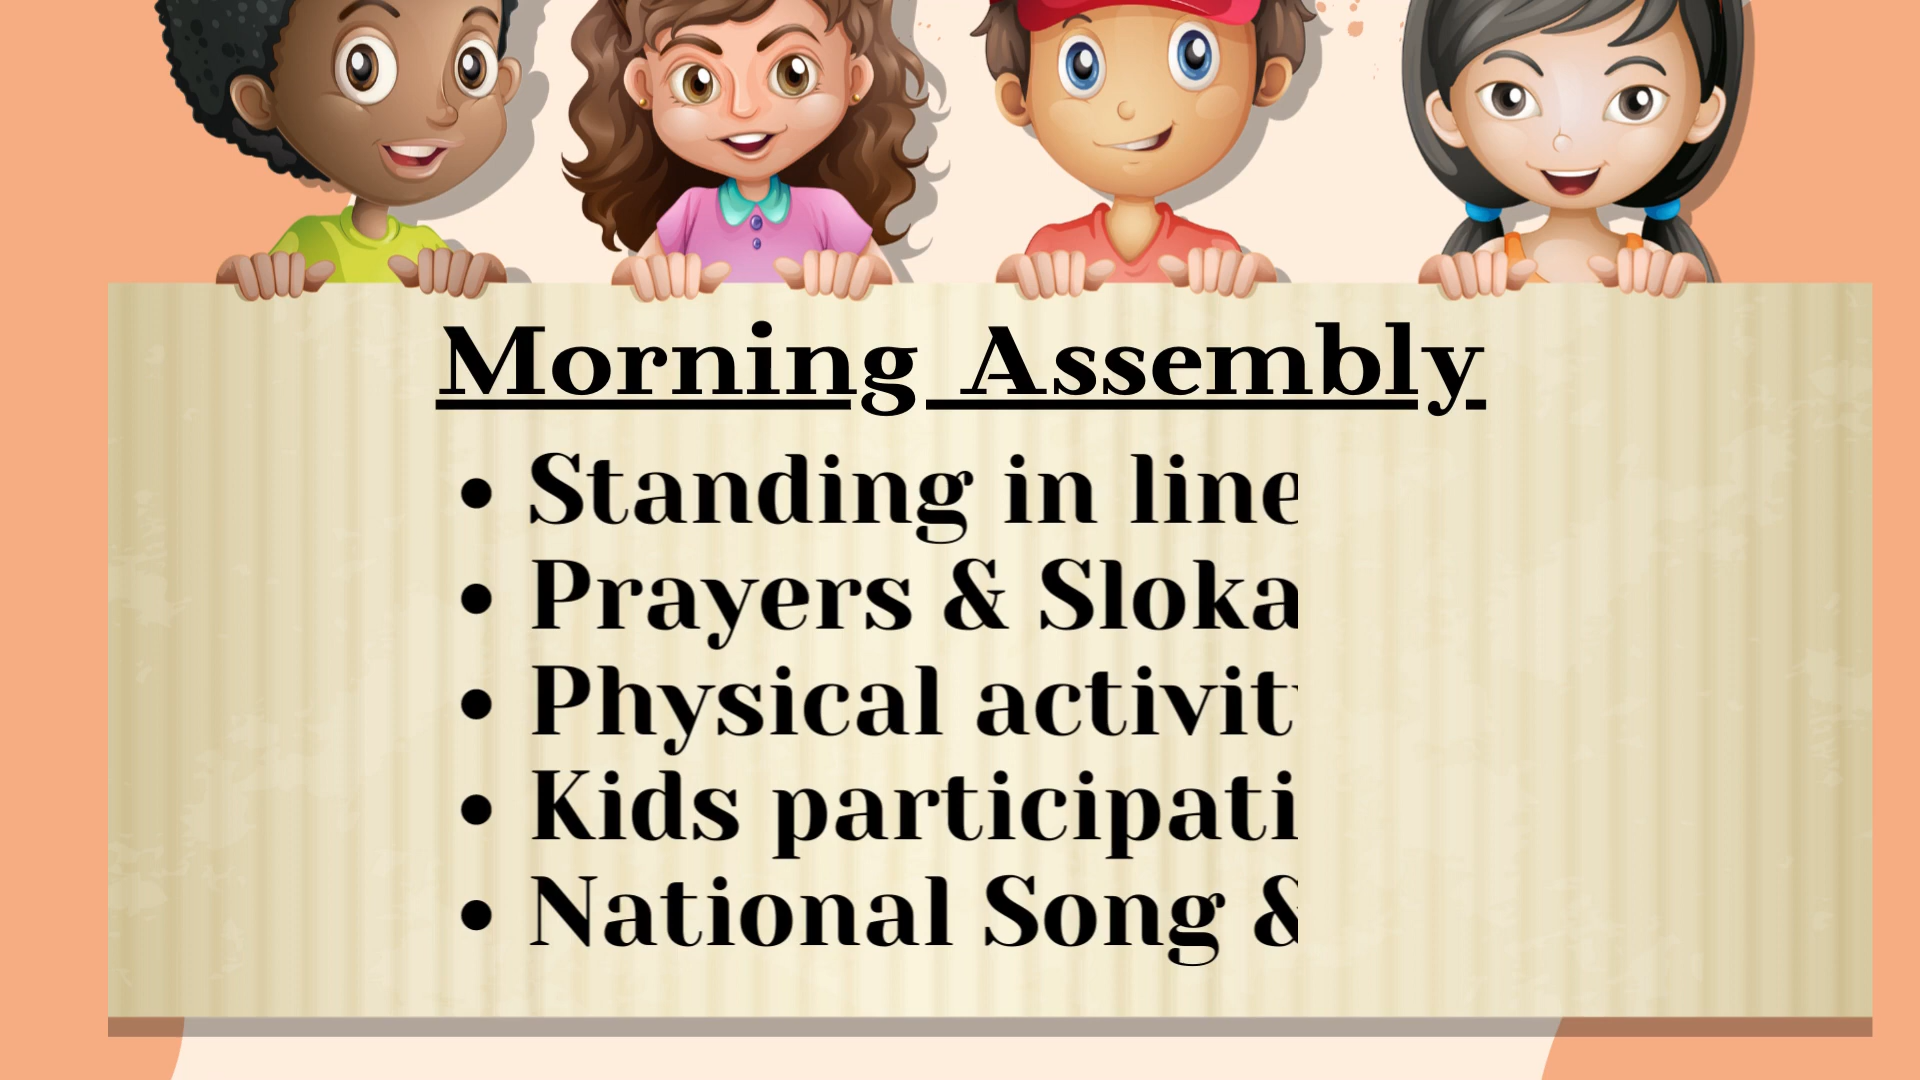 Morning Assembly
• Standing in line
• Prayers & Sloka
• Physical activit
• Kids participati
• National Song &